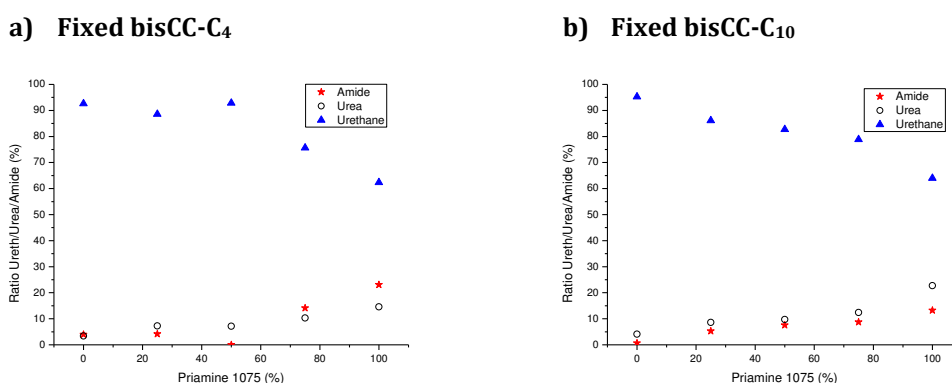 a) Fixed bisCC-C4
100
90
80
70
60
50
40
30
20
10
0
Ratio Ureth/Urea/Amide (%)
Amide
Urea
Urethane
0 20 40 60 80 100
Priamine 1075 (%)
b) Fixed bisCC-C10
100
90
80
70
60
50
40
30
20
10
0
Ratio Ureth/Urea/Amide (%)
Amide
Urea
Urethane
0 20 40 60 80 100
Priamine 1075 (%)